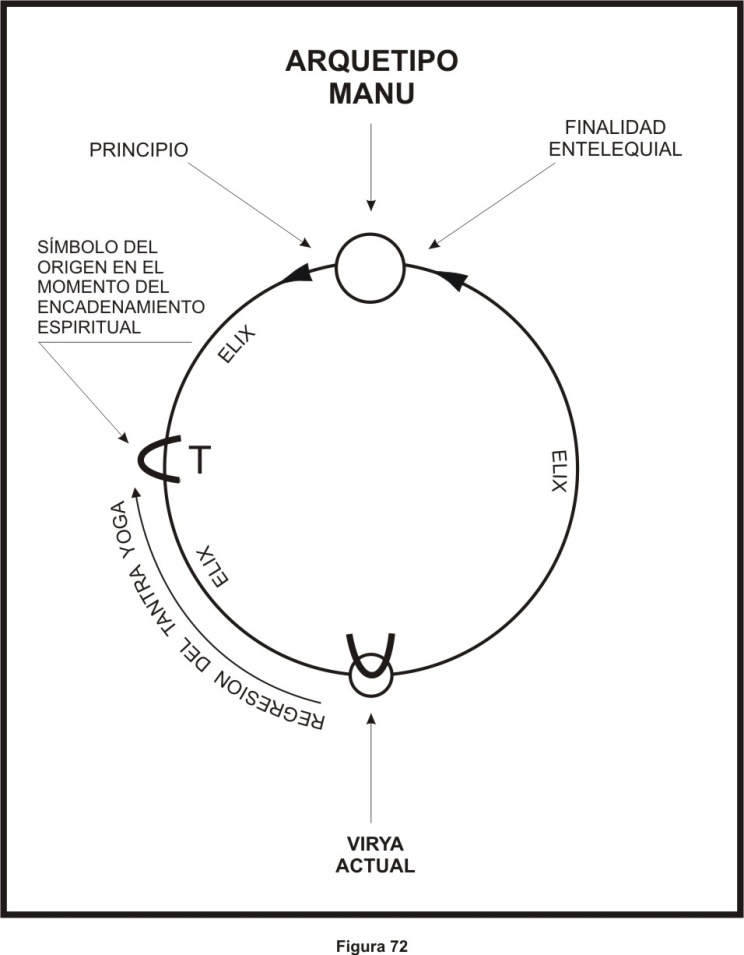 ARQUETIPO
MANU
PRINCIPIO
FINALIDAD
ENTELEQUIAL
SÍMBOLO DEL
ORIGEN EN EL
MOMENTO DEL
ENCADENAMIENTO
ESPIRITUAL
ELIX
T
ELIX
ELIX
REGRESION DEL TANTRA YOGA
VIRYA
ACTUAL
Figura 72